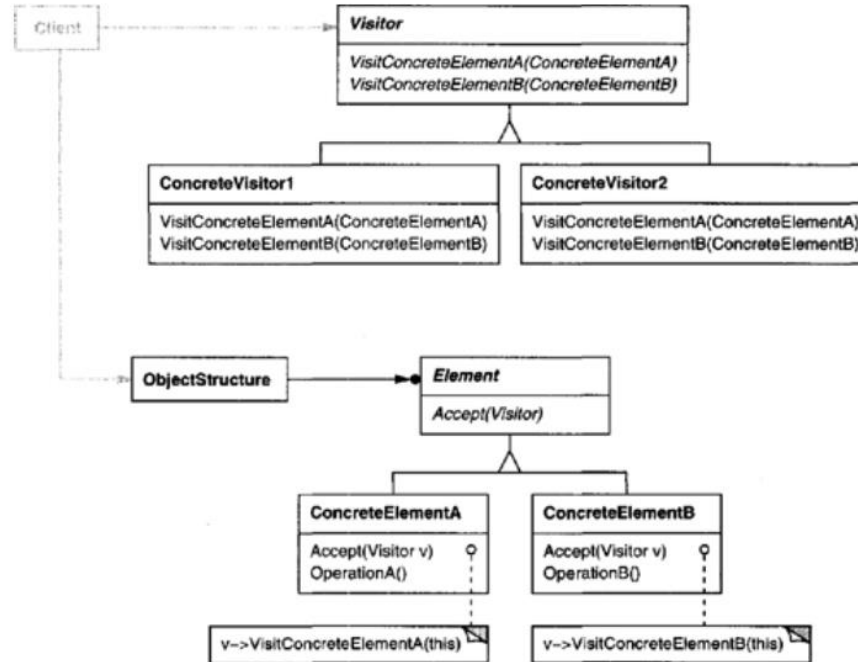 Client
Visitor
VisitConcreteElementA(ConcreteElementA)
VisitConcreteElementB(ConcreteElementB)
ConcreteVisitor1
VisitConcreteElementA(ConcreteElementA)
VisitConcreteElementB(ConcreteElementB)
ConcreteVisitor2
VisitConcreteElementA(ConcreteElementA)
VisitConcreteElementB(ConcreteElementB)
ObjectStructure
Element
Accept(Visitor)
ConcreteElementA
Accept(Visitor v)
OperationA()
ConcreteElementB
Accept(Visitor v)
OperationB()
v->VisitConcreteElementA(this)
v->VisitConcreteElementB(this)